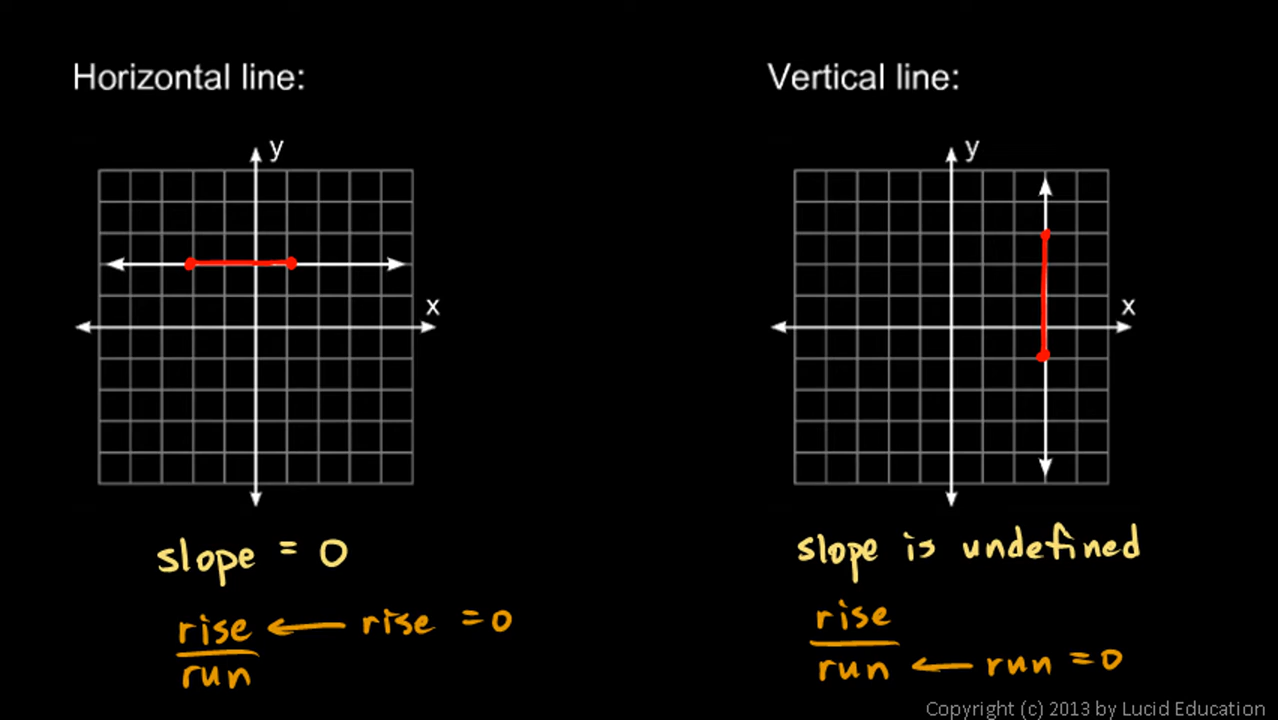 Horizontal line:
y
x
slope = 0
rise ← rise = 0
run
Vertical line:
y
x
slope is undefined
rise
run ← run = 0
Copyright (c) 2013 by Lucid Education